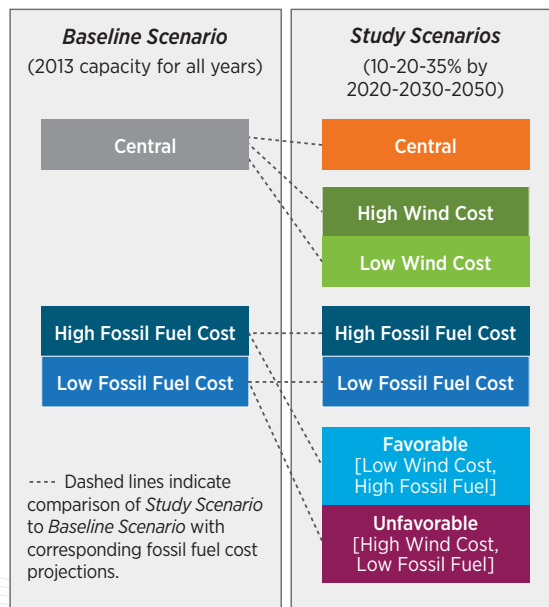 Baseline Scenario
(2013 capacity for all years)
Central
High Fossil Fuel Cost
Low Fossil Fuel Cost
---- Dashed lines indicate
comparison of Study Scenario
to Baseline Scenario with
corresponding fossil fuel cost
projections.
Study Scenarios
(10-20-35% by
2020-2030-2050)
Central
High Wind Cost
Low Wind Cost
High Fossil Fuel Cost
Low Fossil Fuel Cost
Favorable
[Low Wind Cost,
High Fossil Fuel]
Unfavorable
[High Wind Cost,
Low Fossil Fuel]